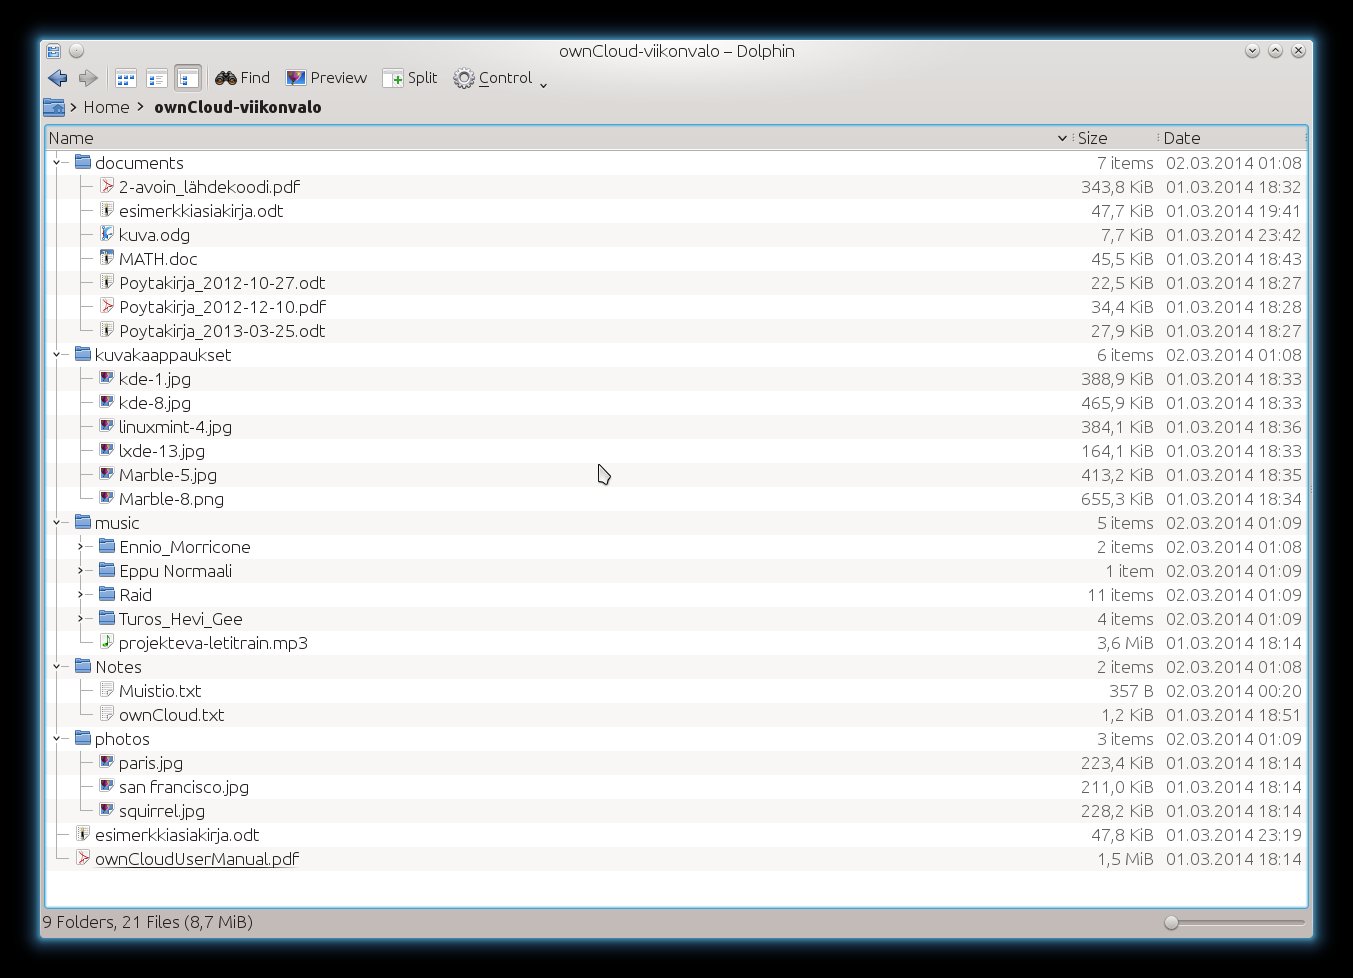 ownCloud-viikonvalo – Dolphin
Find Preview Split Control
Home ownCloud-viikonvalo
Name Size Date
documents 7 items 02.03.2014 01:08
2-avoin_lähdekoodi.pdf 343,8 KiB 01.03.2014 18:32
esimerkkiasiakirja.odt 47,7 KiB 01.03.2014 19:41
kuva.odg 7,7 KiB 01.03.2014 23:42
MATH.doc 45,5 KiB 01.03.2014 18:43
Poytakirja_2012-10-27.odt 22,5 KiB 01.03.2014 18:27
Poytakirja_2012-12-10.pdf 34,4 KiB 01.03.2014 18:28
Poytakirja_2013-03-25.odt 27,9 KiB 01.03.2014 18:27
kuvakaappaukset 6 items 02.03.2014 01:08
kde-1.jpg 388,9 KiB 01.03.2014 18:33
kde-8.jpg 465,9 KiB 01.03.2014 18:33
linuxmint-4.jpg 384,1 KiB 01.03.2014 18:36
lxde-13.jpg 164,1 KiB 01.03.2014 18:33
Marble-5.jpg 413,2 KiB 01.03.2014 18:35
Marble-8.png 655,3 KiB 01.03.2014 18:34
music 5 items 02.03.2014 01:09
Ennio_Morricone 2 items 02.03.2014 01:08
Eppu Normaali 1 item 02.03.2014 01:09
Raid 11 items 02.03.2014 01:09
Turos_Hevi_Gee 4 items 02.03.2014 01:09
projekteva-letitrain.mp3 3,6 MiB 01.03.2014 18:14
Notes 2 items 02.03.2014 01:08
Muistio.txt 357 B 02.03.2014 00:20
ownCloud.txt 1,2 KiB 01.03.2014 18:51
photos 3 items 02.03.2014 01:09
paris.jpg 223,4 KiB 01.03.2014 18:14
san francisco.jpg 211,0 KiB 01.03.2014 18:14
squirrel.jpg 228,2 KiB 01.03.2014 18:14
esimerkkiasiakirja.odt 47,8 KiB 01.03.2014 23:19
ownCloudUserManual.pdf 1,5 MiB 01.03.2014 18:14
9 Folders, 21 Files (8,7 MiB)